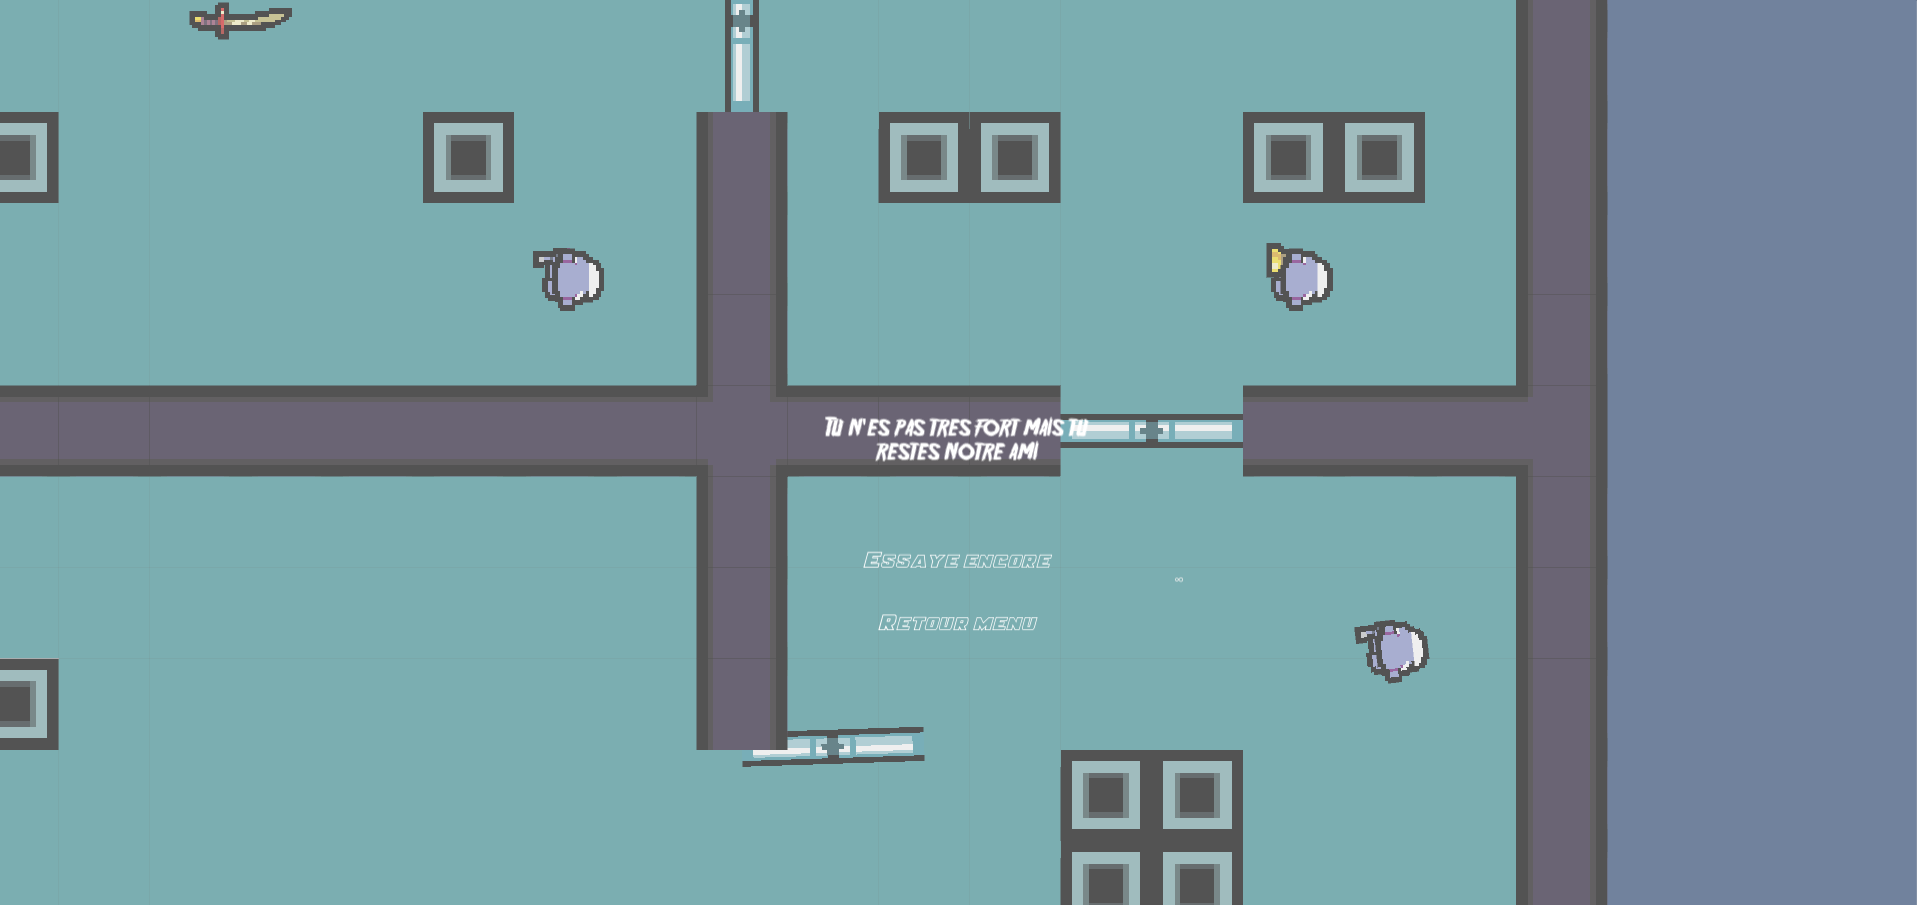 TU N'ES PAS TRES FORT MAIS TU
RESTES NOTRE AMI
ESSAYE ENCORE
RETOUR MENU